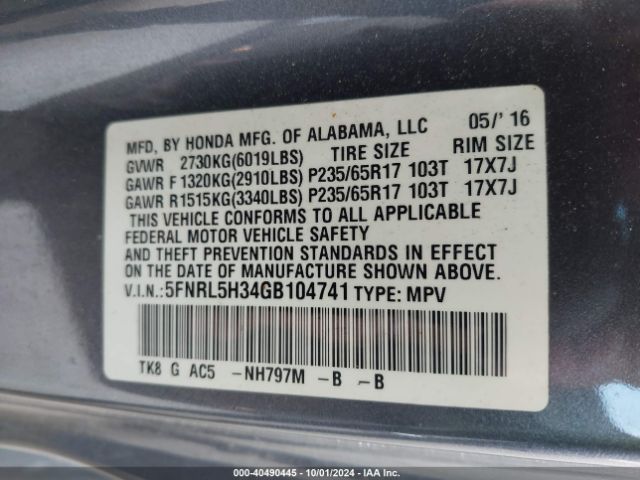 MFD, BY HONDA MFG. OF ALABAMA, LLC 05/'16
GVWR 2730KG(6019LBS) TIRE SIZE RIM SIZE
GAWR F 1320KG(2910LBS) P235/65R17 103T 17X7J
GAWR R1515KG(3340LBS) P235/65R17 103T 17X7J
THIS VEHICLE CONFORMS TO ALL APPLICABLE
FEDERAL MOTOR VEHICLE SAFETY
AND THEFT PREVENTION STANDARDS IN EFFECT
ON THE DATE OF MANUFACTURE SHOWN ABOVE.
V.I.N.:5FNRL5H34GB104741 TYPE: MPV
TK8 G AC5 -NH797M -B -B
000-40490445 - 10/01/2024 - IAA Inc.